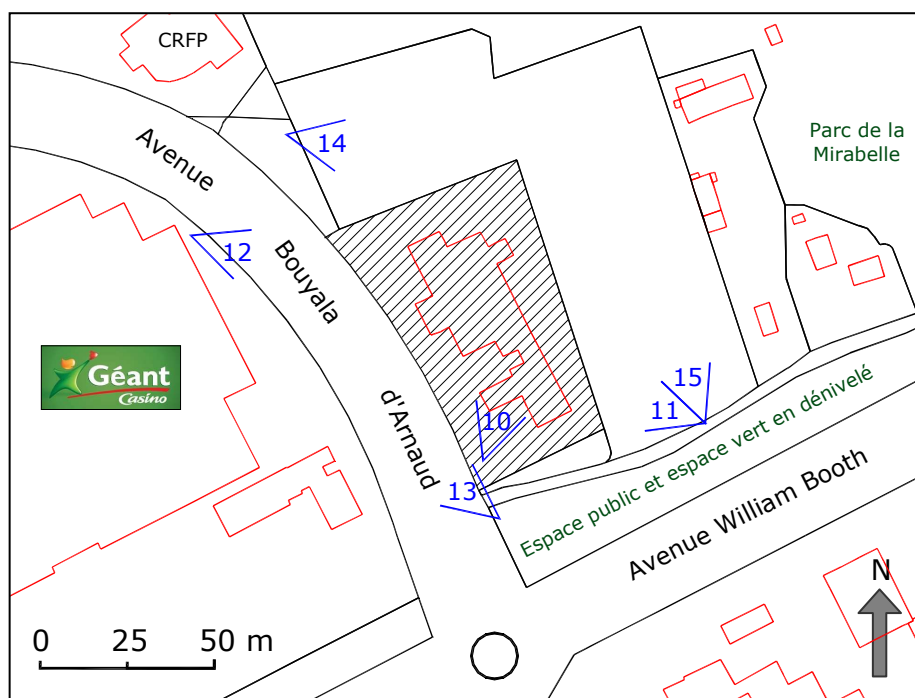 CRFP
Avenue
Bouyala
d'Arnaud
14
12
Parc de la
Mirabelle
Géant
Casino
15
11
10
13
Espace public et espace vert en dénivelé
Avenue William Booth
N
0 25 50 m